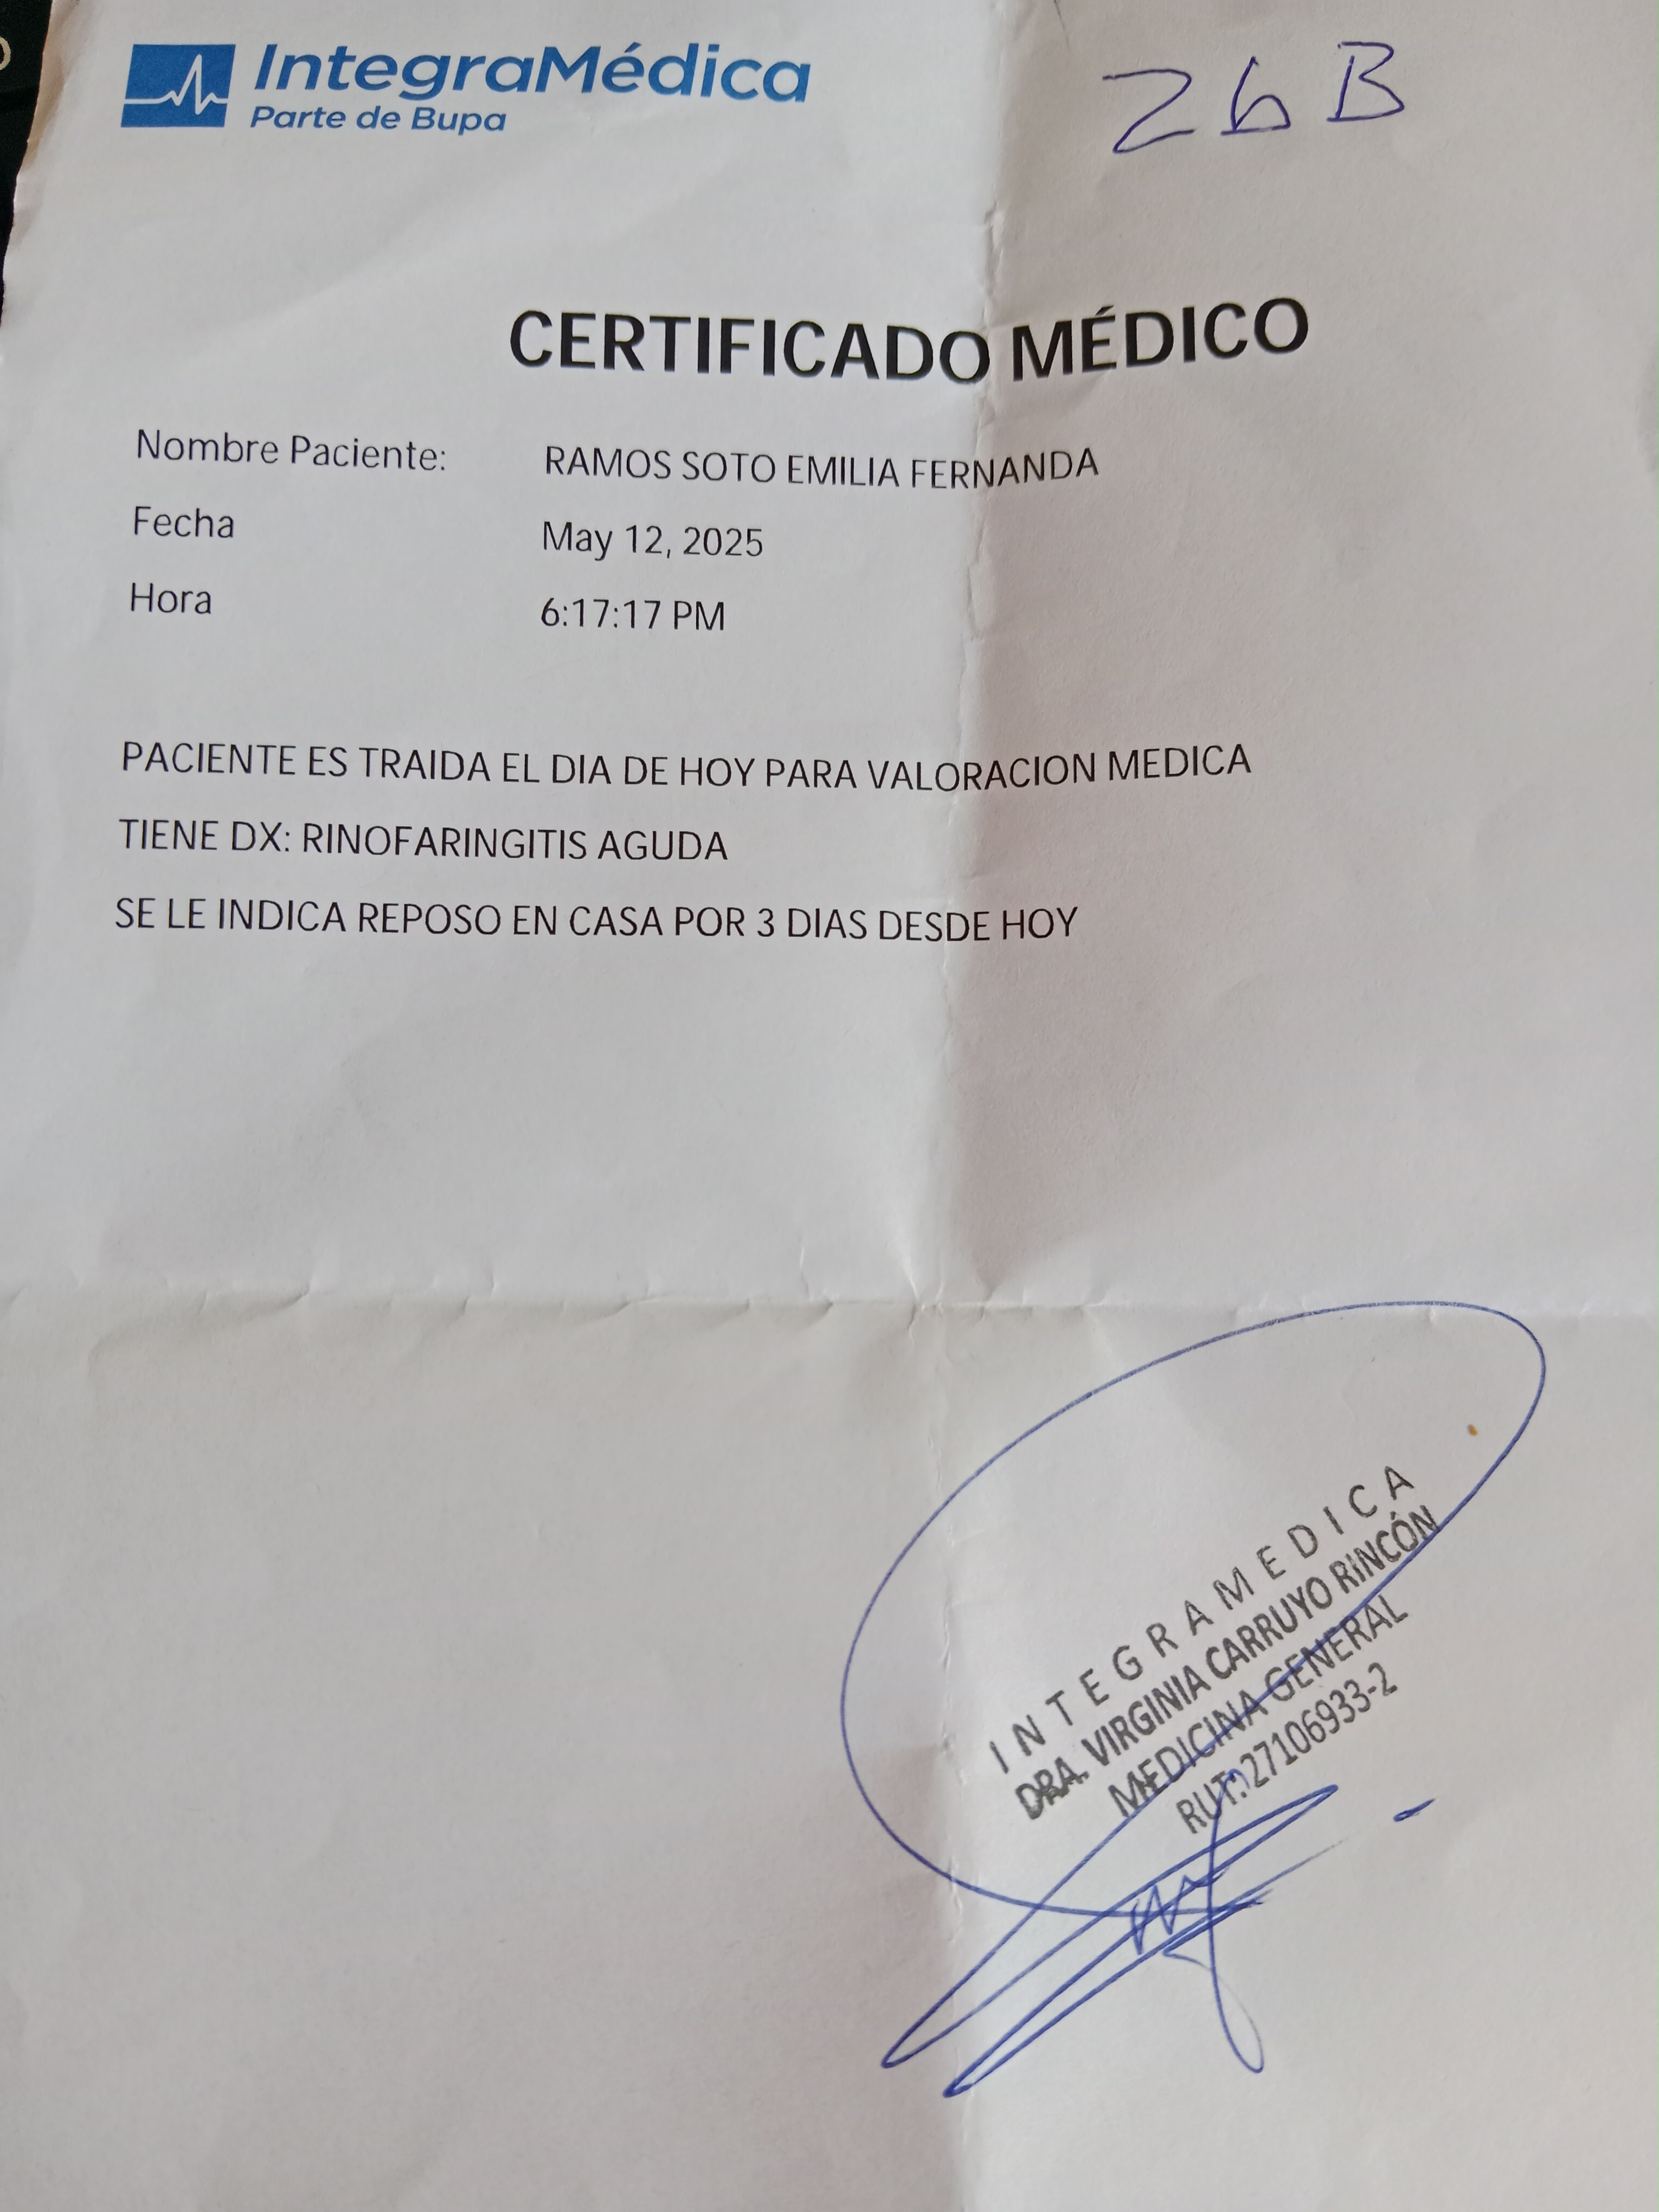 IntegraMédica
Parte de Bupa
26B
CERTIFICADO MÉDICO
Nombre Paciente: RAMOS SOTO EMILIA FERNANDA
Fecha May 12, 2025
Hora 6:17:17 PM
PACIENTE ES TRAIDA EL DIA DE HOY PARA VALORACION MEDICA
TIENE DX: RINOFARINGITIS AGUDA
SE LE INDICA REPOSO EN CASA POR 3 DIAS DESDE HOY
INTEGRAMEDICA
DRA. VIRGINIA CARRUYO RINCÓN
MEDICINA GENERAL
RUT: 27106933-2